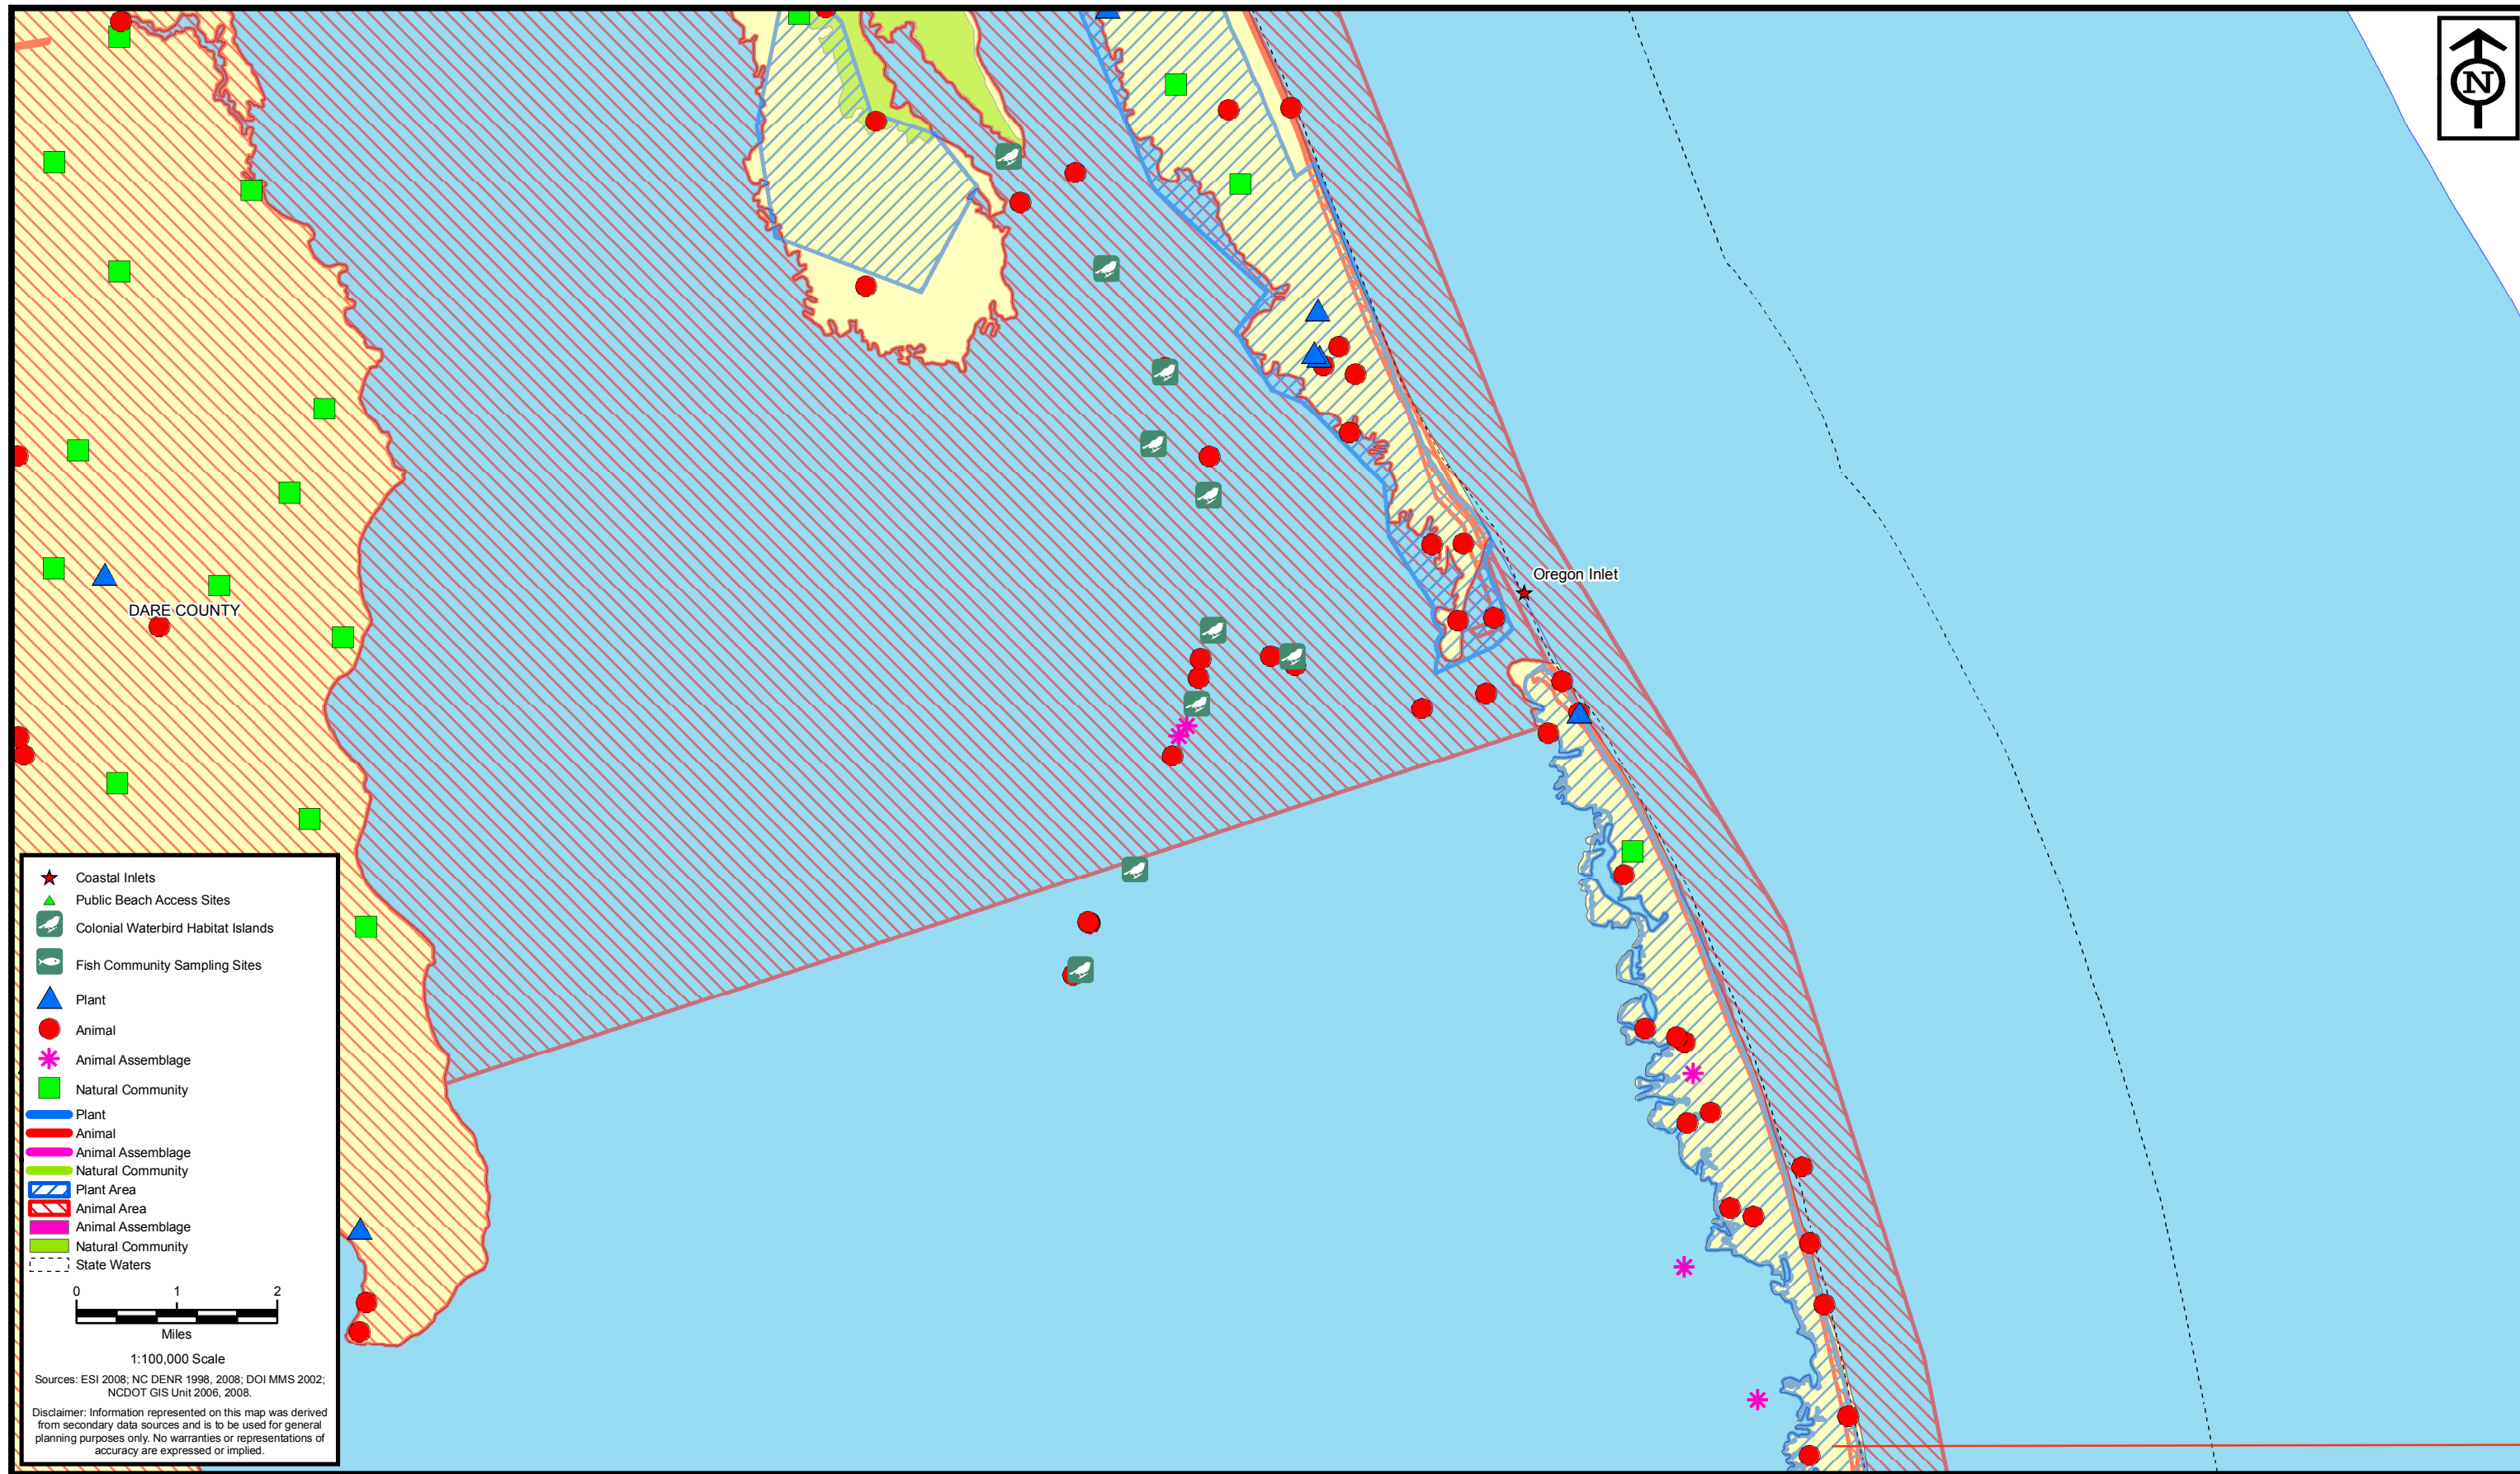 N
Oregon Inlet
DARE COUNTY
Coastal Inlets
Public Beach Access Sites
Colonial Waterbird Habitat Islands
Fish Community Sampling Sites
Plant
Animal
Animal Assemblage
Natural Community
Plant
Animal
Animal Assemblage
Natural Community
Plant Area
Animal Area
Animal Assemblage
Natural Community
State Waters
0 1 2
Miles
1:100,000 Scale
Sources: ESI 2008; NC DENR 1998, 2008; DOI MMS 2002;
NCDOT GIS Unit 2006, 2008.
Disclaimer: Information represented on this map was derived
from secondary data sources and is to be used for general
planning purposes only. No warranties or representations of
accuracy are expressed or implied.